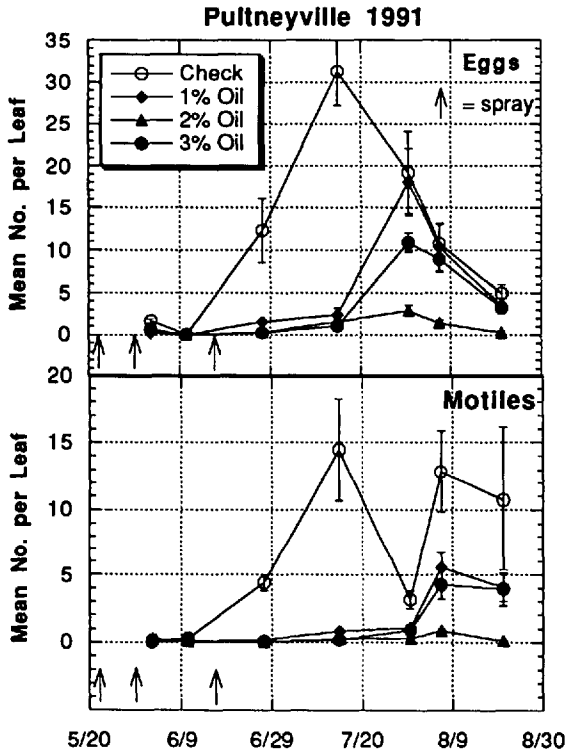 Pultneyville 1991
Mean No. per Leaf
35
30
25
20
15
10
5
0
Check
1% Oil
2% Oil
3% Oil
Eggs
= spray
Mean No. per Leaf
20
15
10
5
0
Motiles
5/20 6/9 6/29 7/20 8/9 8/30